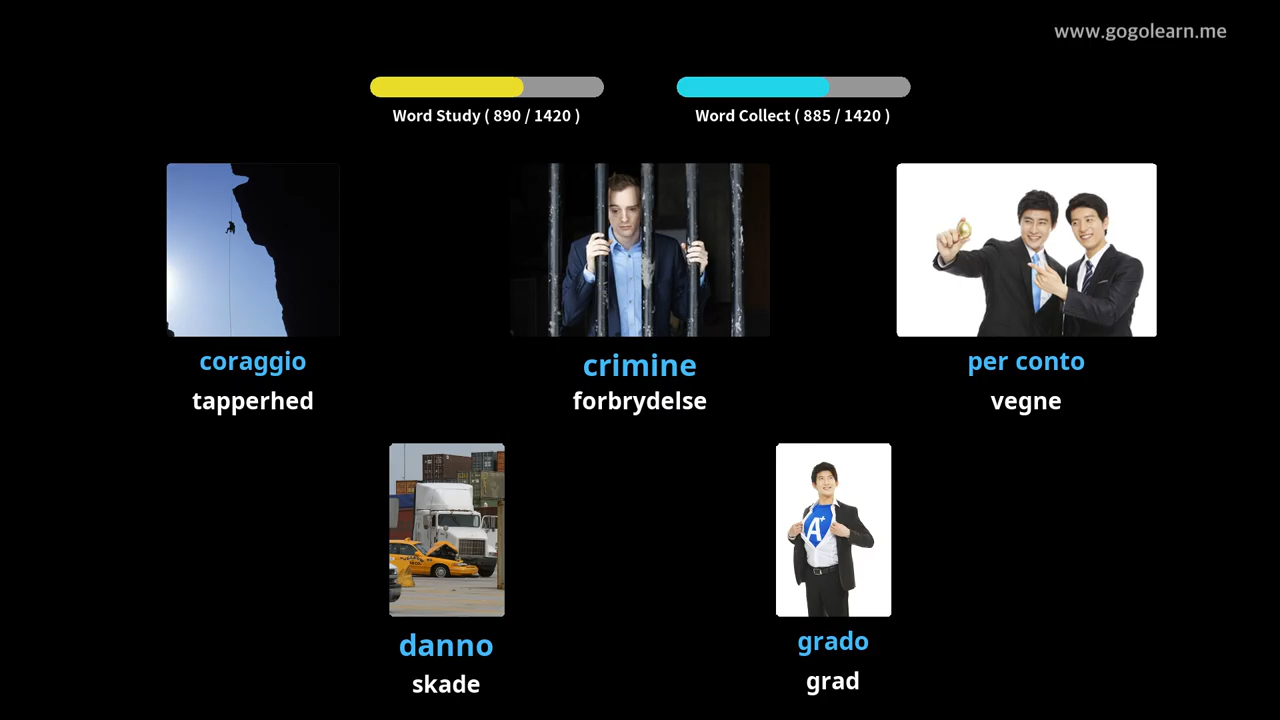 www.gogolearn.me
Word Study ( 890 / 1420 )
Word Collect ( 885 / 1420 )
coraggio
tapperhed
crimine
forbrydelse
per conto
vegne
danno
skade
A+
grado
grad